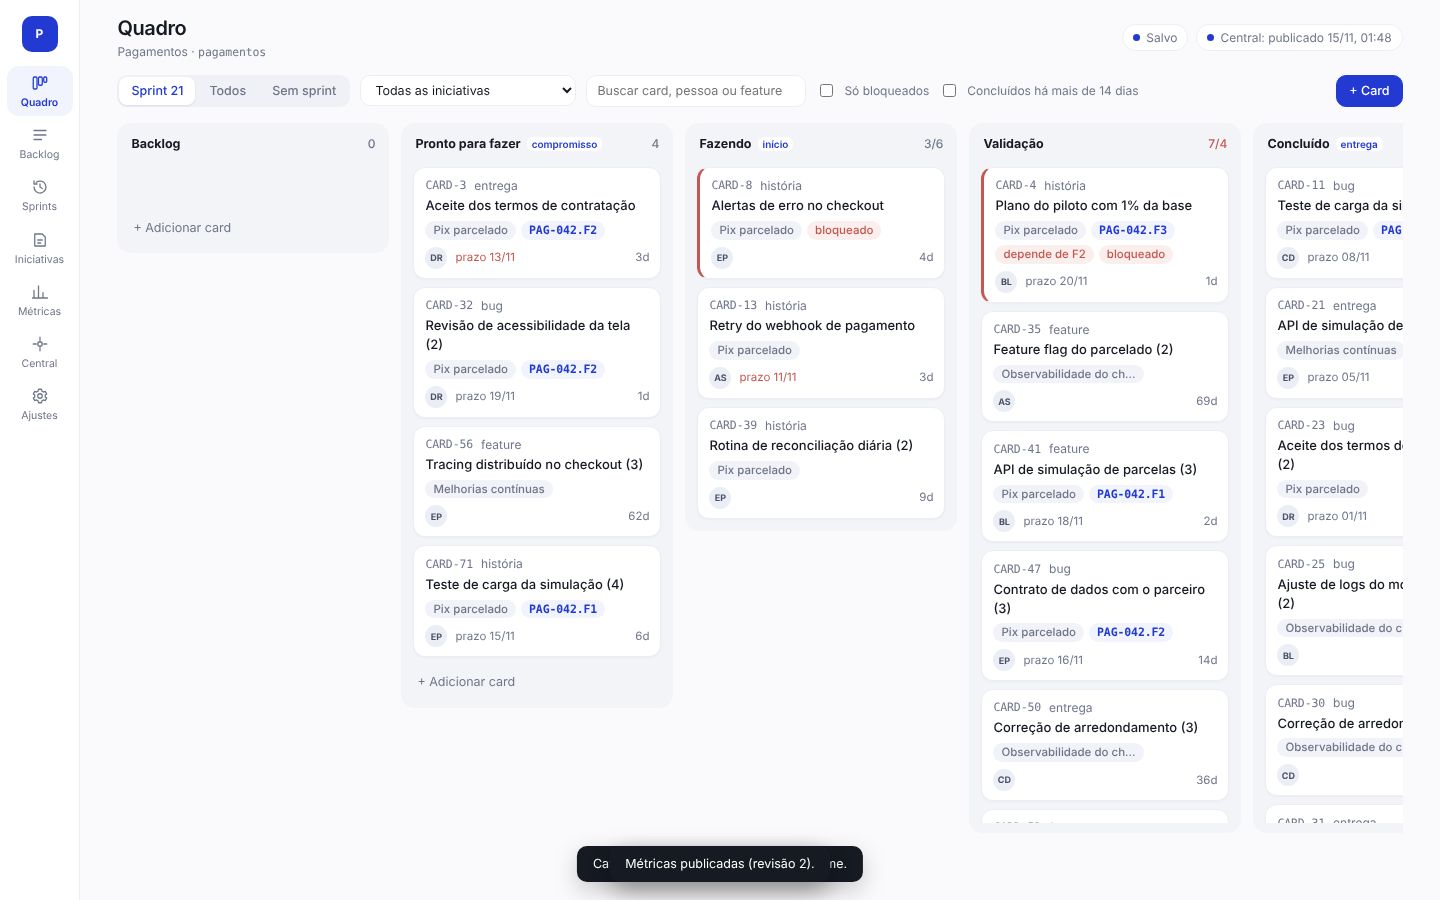 P
Quadro
Backlog
Sprints
Iniciativas
Métricas
Central
Ajustes
Quadro
Pagamentos · pagamentos
Salvo
Central: publicado 15/11, 01:48
Sprint 21
Todos
Sem sprint
Todas as iniciativas
Buscar card, pessoa ou feature
Só bloqueados
Concluídos há mais de 14 dias
+ Card
Backlog 0
+ Adicionar card
Pronto para fazer compromisso 4
CARD-3 entrega
Aceite dos termos de contratação
Pix parcelado PAG-042.F2
DR prazo 13/11 3d
CARD-32 bug
Revisão de acessibilidade da tela
(2)
Pix parcelado PAG-042.F2
DR prazo 19/11 1d
CARD-56 feature
Tracing distribuído no checkout (3)
Melhorias contínuas
EP 62d
CARD-71 história
Teste de carga da simulação (4)
Pix parcelado PAG-042.F1
EP prazo 15/11 6d
+ Adicionar card
Fazendo início 3/6
CARD-8 história
Alertas de erro no checkout
Pix parcelado bloqueado
EP 4d
CARD-13 história
Retry do webhook de pagamento
Pix parcelado
AS prazo 11/11 3d
CARD-39 história
Rotina de reconciliação diária (2)
Pix parcelado
EP 9d
Validação 7/4
CARD-4 história
Plano do piloto com 1% da base
Pix parcelado PAG-042.F3
depende de F2 bloqueado
BL prazo 20/11 1d
CARD-35 feature
Feature flag do parcelado (2)
Observabilidade do ch...
AS 69d
CARD-41 feature
API de simulação de parcelas (3)
Pix parcelado PAG-042.F1
BL prazo 18/11 2d
CARD-47 bug
Contrato de dados com o parceiro
(3)
Pix parcelado PAG-042.F2
EP prazo 16/11 14d
CARD-50 entrega
Correção de arredondamento (3)
Observabilidade do ch...
CD 36d
Concluído entrega
CARD-11 bug
Teste de carga da si
Pix parcelado PAG
CD prazo 08/11
CARD-21 entrega
API de simulação de
Melhorias contínuas
EP prazo 05/11
CARD-23 bug
Aceite dos termos d
(2)
Pix parcelado
DR prazo 01/11
CARD-25 bug
Ajuste de logs do mo
(2)
Observabilidade do c
BL
CARD-30 bug
Correção de arredor
Observabilidade do c
CD
CARD-31 entrega
Ca Métricas publicadas (revisão 2). ne.